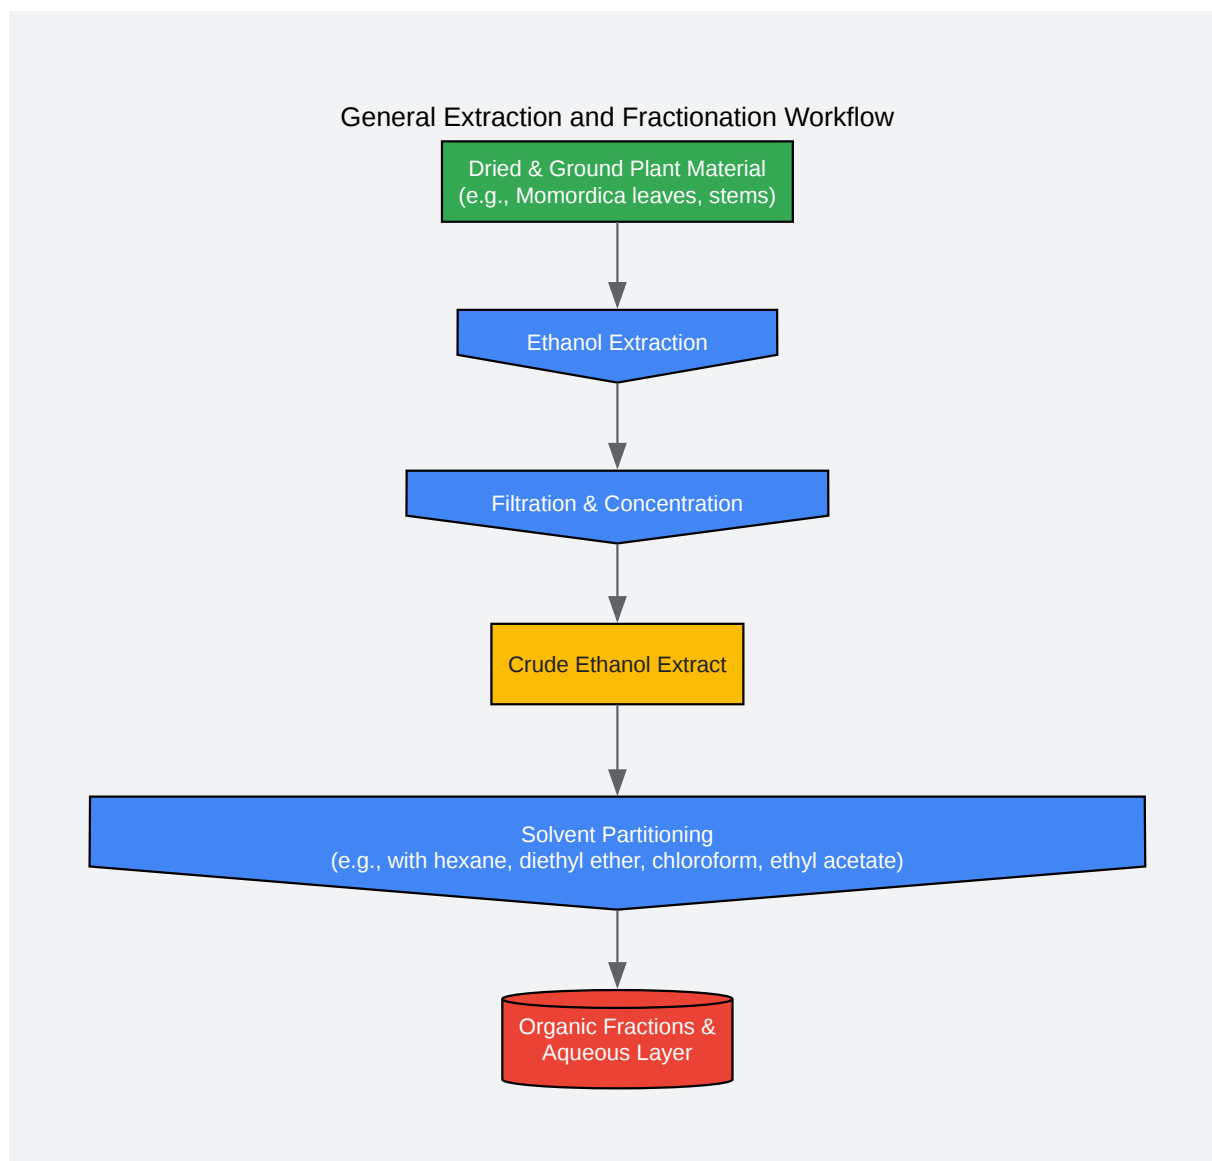 General Extraction and Fractionation Workflow
Dried & Ground Plant Material
(e.g., Momordica leaves, stems)
Ethanol Extraction
Filtration & Concentration
Crude Ethanol Extract
Solvent Partitioning
(e.g., with hexane, diethyl ether, chloroform, ethyl acetate)
Organic Fractions &
Aqueous Layer